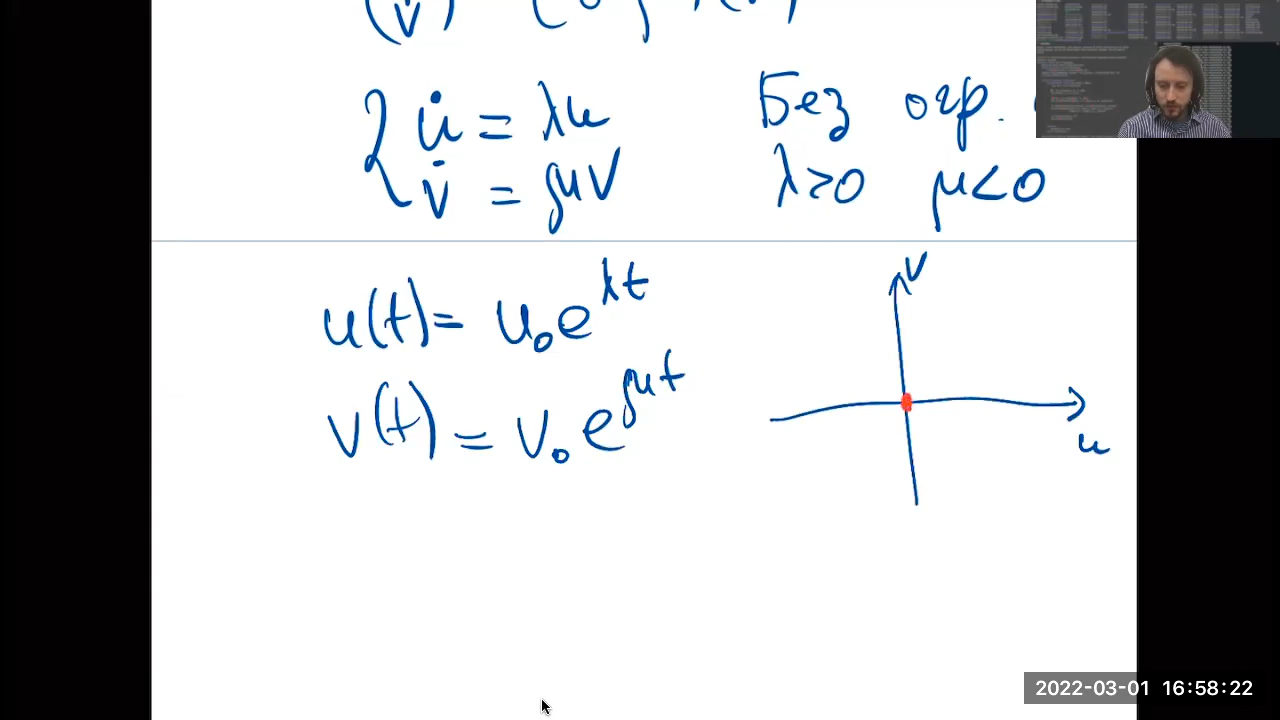 (v̇)
{ u̇ = λu
v̇ = μv
Без огр.
λ>0 μ<0
u(t)= u₀e^λt
v(t) = v₀e^μt
v
u
2022-03-01 16:58:22